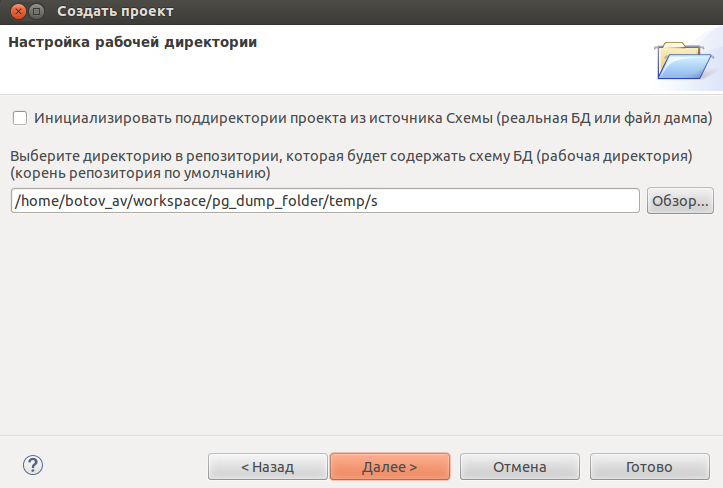 Создать проект
Настройка рабочей директории
Инициализировать поддиректории проекта из источника Схемы (реальная БД или файл дампа)
Выберите директорию в репозитории, которая будет содержать схему БД (рабочая директория)
(корень репозитория по умолчанию)
/home/botov_av/workspace/pg_dump_folder/temp/s
Обзор...
?
< Назад
Далее >
Отмена
Готово